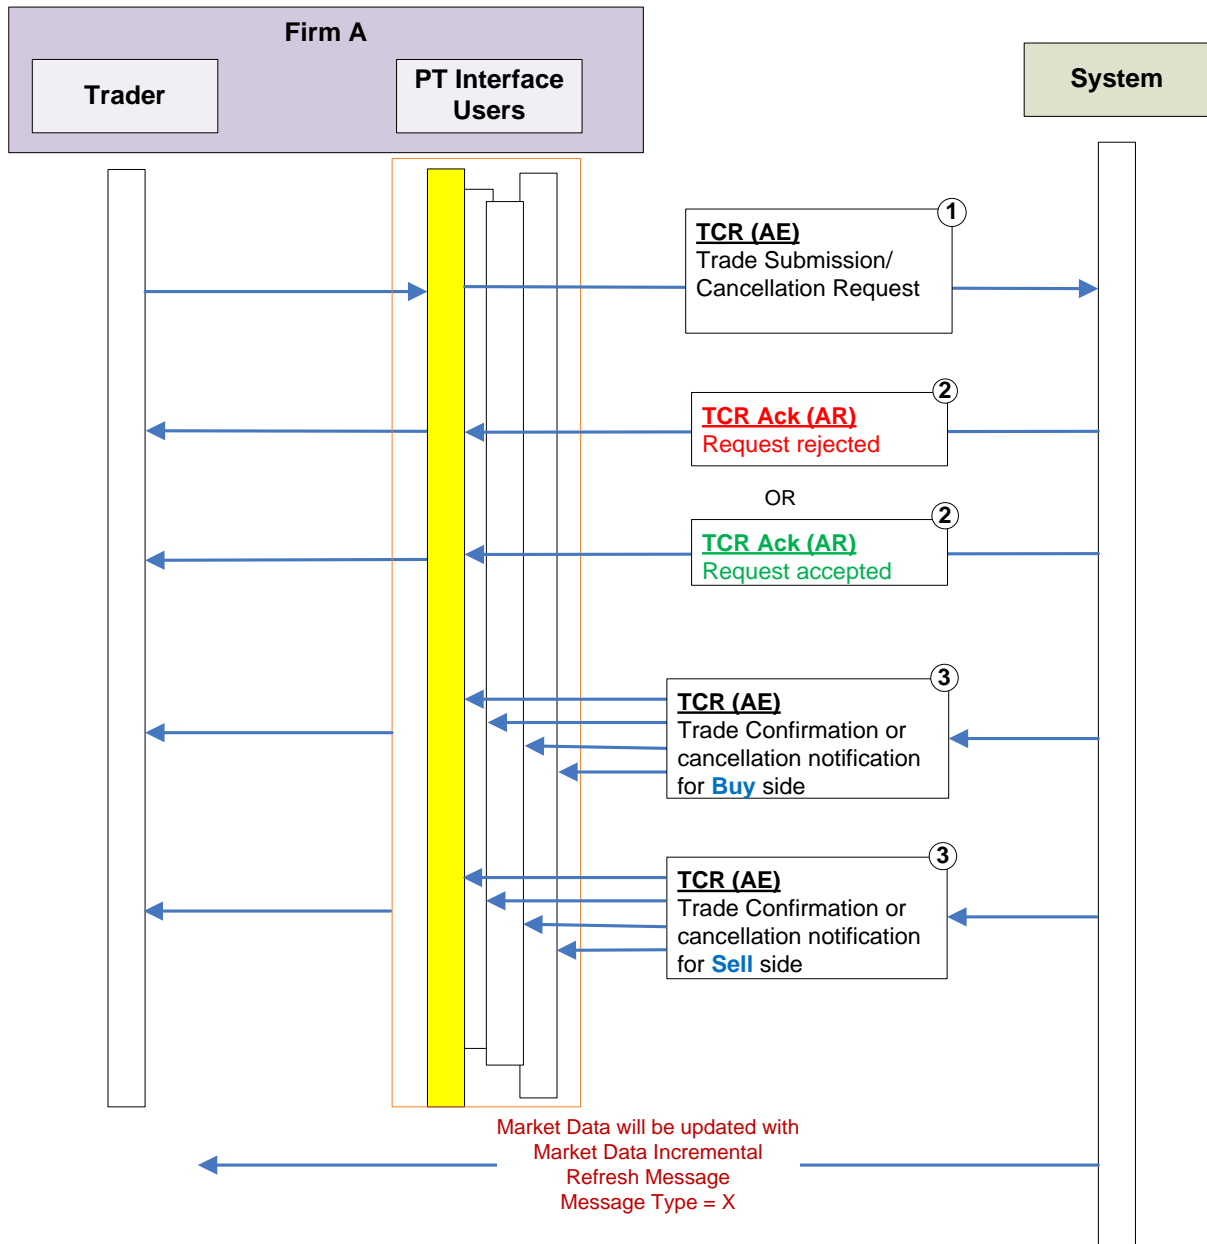 Firm A
Trader
PT Interface
Users
System
1
TCR (AE)
Trade Submission/
Cancellation Request
2
TCR Ack (AR)
Request rejected
OR
2
TCR Ack (AR)
Request accepted
3
TCR (AE)
Trade Confirmation or
cancellation notification
for Buy side
3
TCR (AE)
Trade Confirmation or
cancellation notification
for Sell side
Market Data will be updated with
Market Data Incremental
Refresh Message
Message Type = X